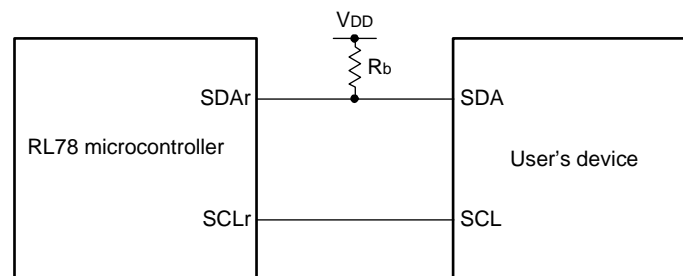 VDD
Rb
SDAr
SDA
RL78 microcontroller
User's device
SCLr
SCL